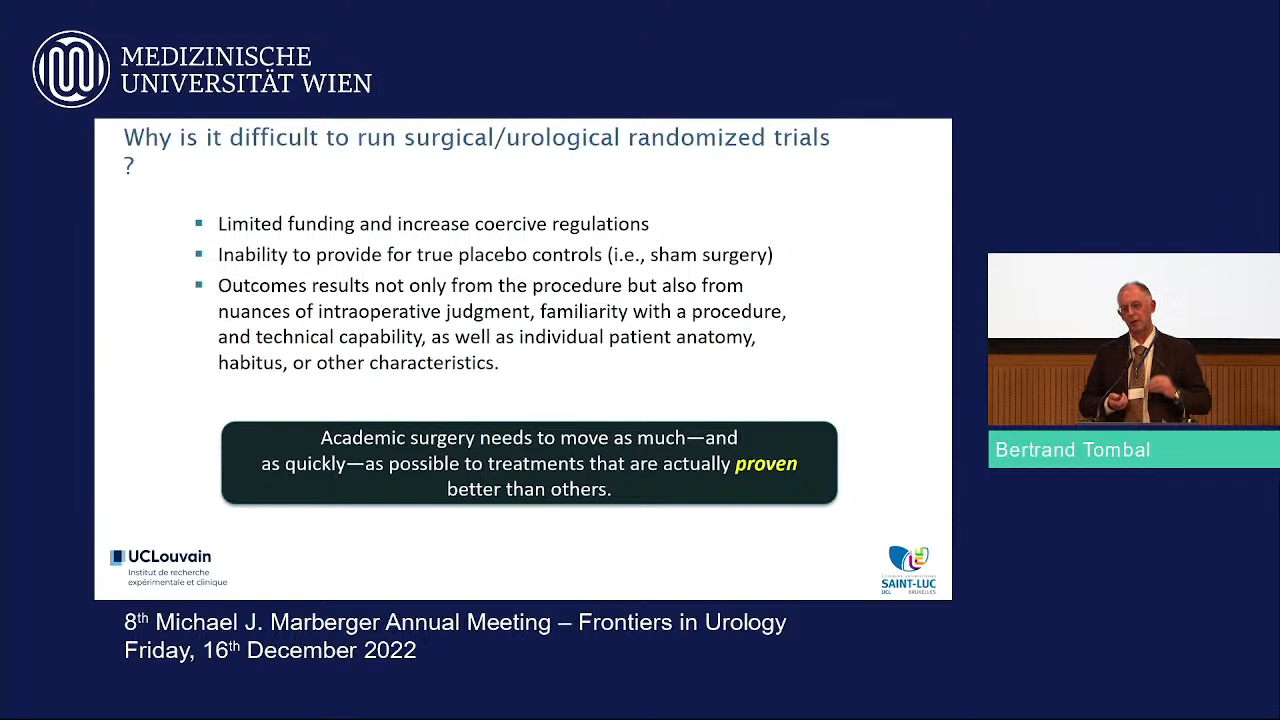 MEDIZINISCHE
UNIVERSITÄT WIEN
Why is it difficult to run surgical/urological randomized trials
?
Limited funding and increase coercive regulations
Inability to provide for true placebo controls (i.e., sham surgery)
Outcomes results not only from the procedure but also from
nuances of intraoperative judgment, familiarity with a procedure,
and technical capability, as well as individual patient anatomy,
habitus, or other characteristics.
Academic surgery needs to move as much—and
as quickly—as possible to treatments that are actually proven
better than others.
UCLouvain
Institut de recherche
expérimentale et clinique
SAINT-LUC
UCL BRUXELLES
Bertrand Tombal
8th Michael J. Marberger Annual Meeting – Frontiers in Urology
Friday, 16th December 2022